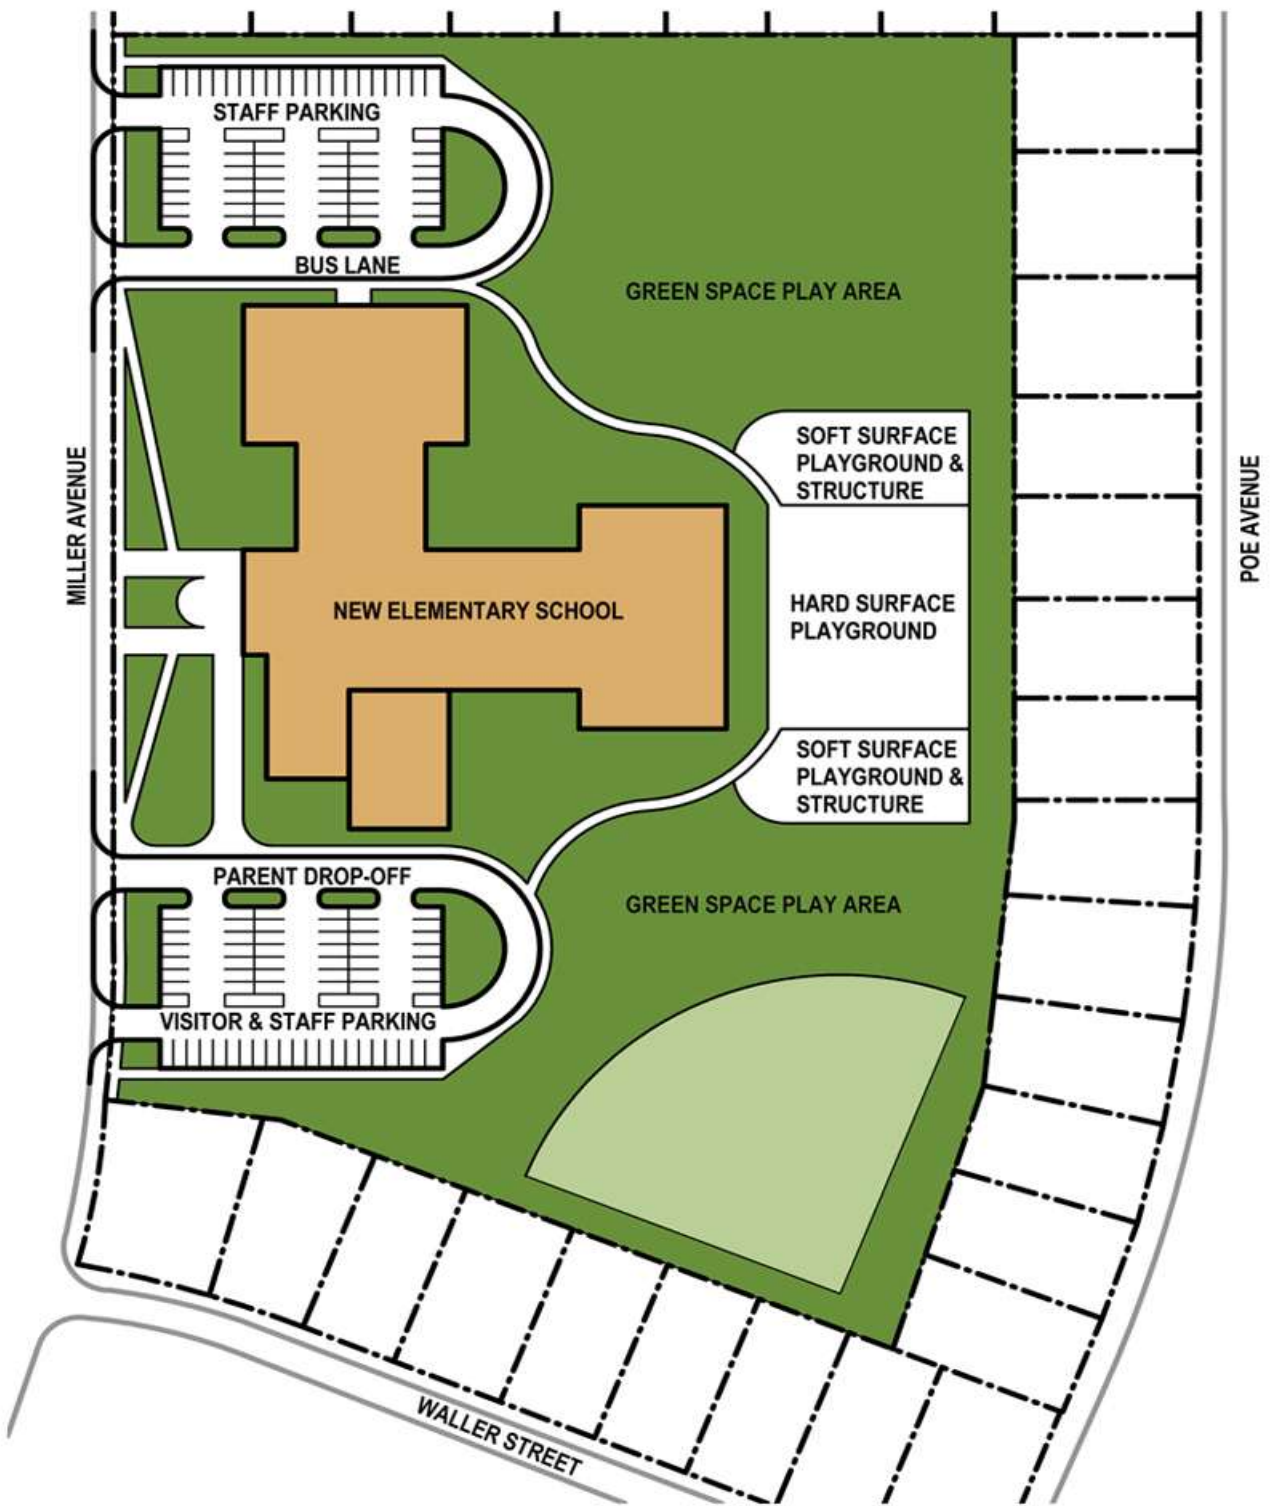 STAFF PARKING
BUS LANE
GREEN SPACE PLAY AREA
SOFT SURFACE
PLAYGROUND &
STRUCTURE
MILLER AVENUE
POE AVENUE
NEW ELEMENTARY SCHOOL
HARD SURFACE
PLAYGROUND
SOFT SURFACE
PLAYGROUND &
STRUCTURE
PARENT DROP-OFF
GREEN SPACE PLAY AREA
VISITOR & STAFF PARKING
WALLER STREET